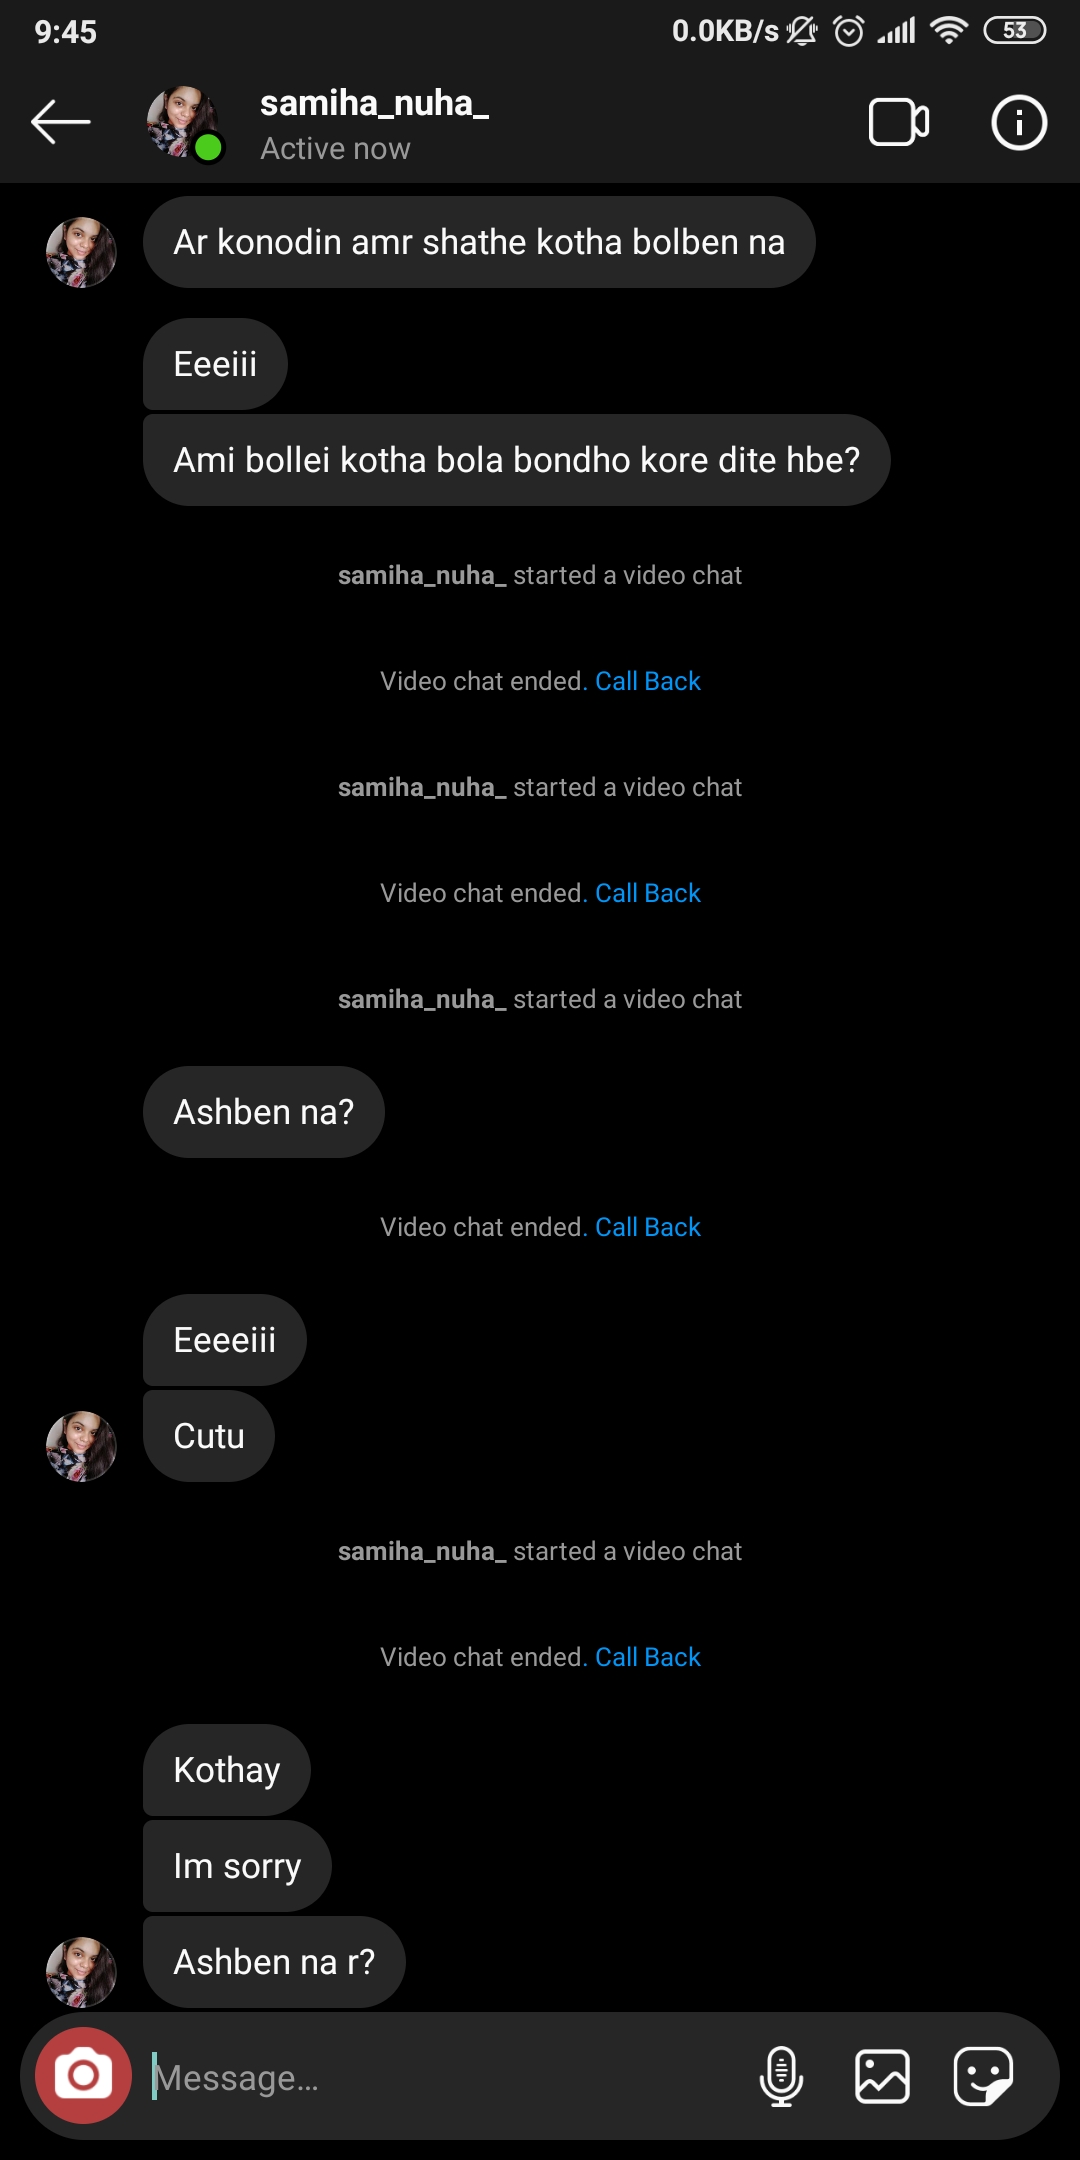 9:45
0.0KB/s
53
samiha_nuha_
Active now
Ar konodin amr shathe kotha bolben na
Eeeiii
Ami bollei kotha bola bondho kore dite hbe?
samiha_nuha_ started a video chat
Video chat ended. Call Back
samiha_nuha_ started a video chat
Video chat ended. Call Back
samiha_nuha_ started a video chat
Ashben na?
Video chat ended. Call Back
Eeeeiii
Cutu
samiha_nuha_ started a video chat
Video chat ended. Call Back
Kothay
Im sorry
Ashben na r?
Message...